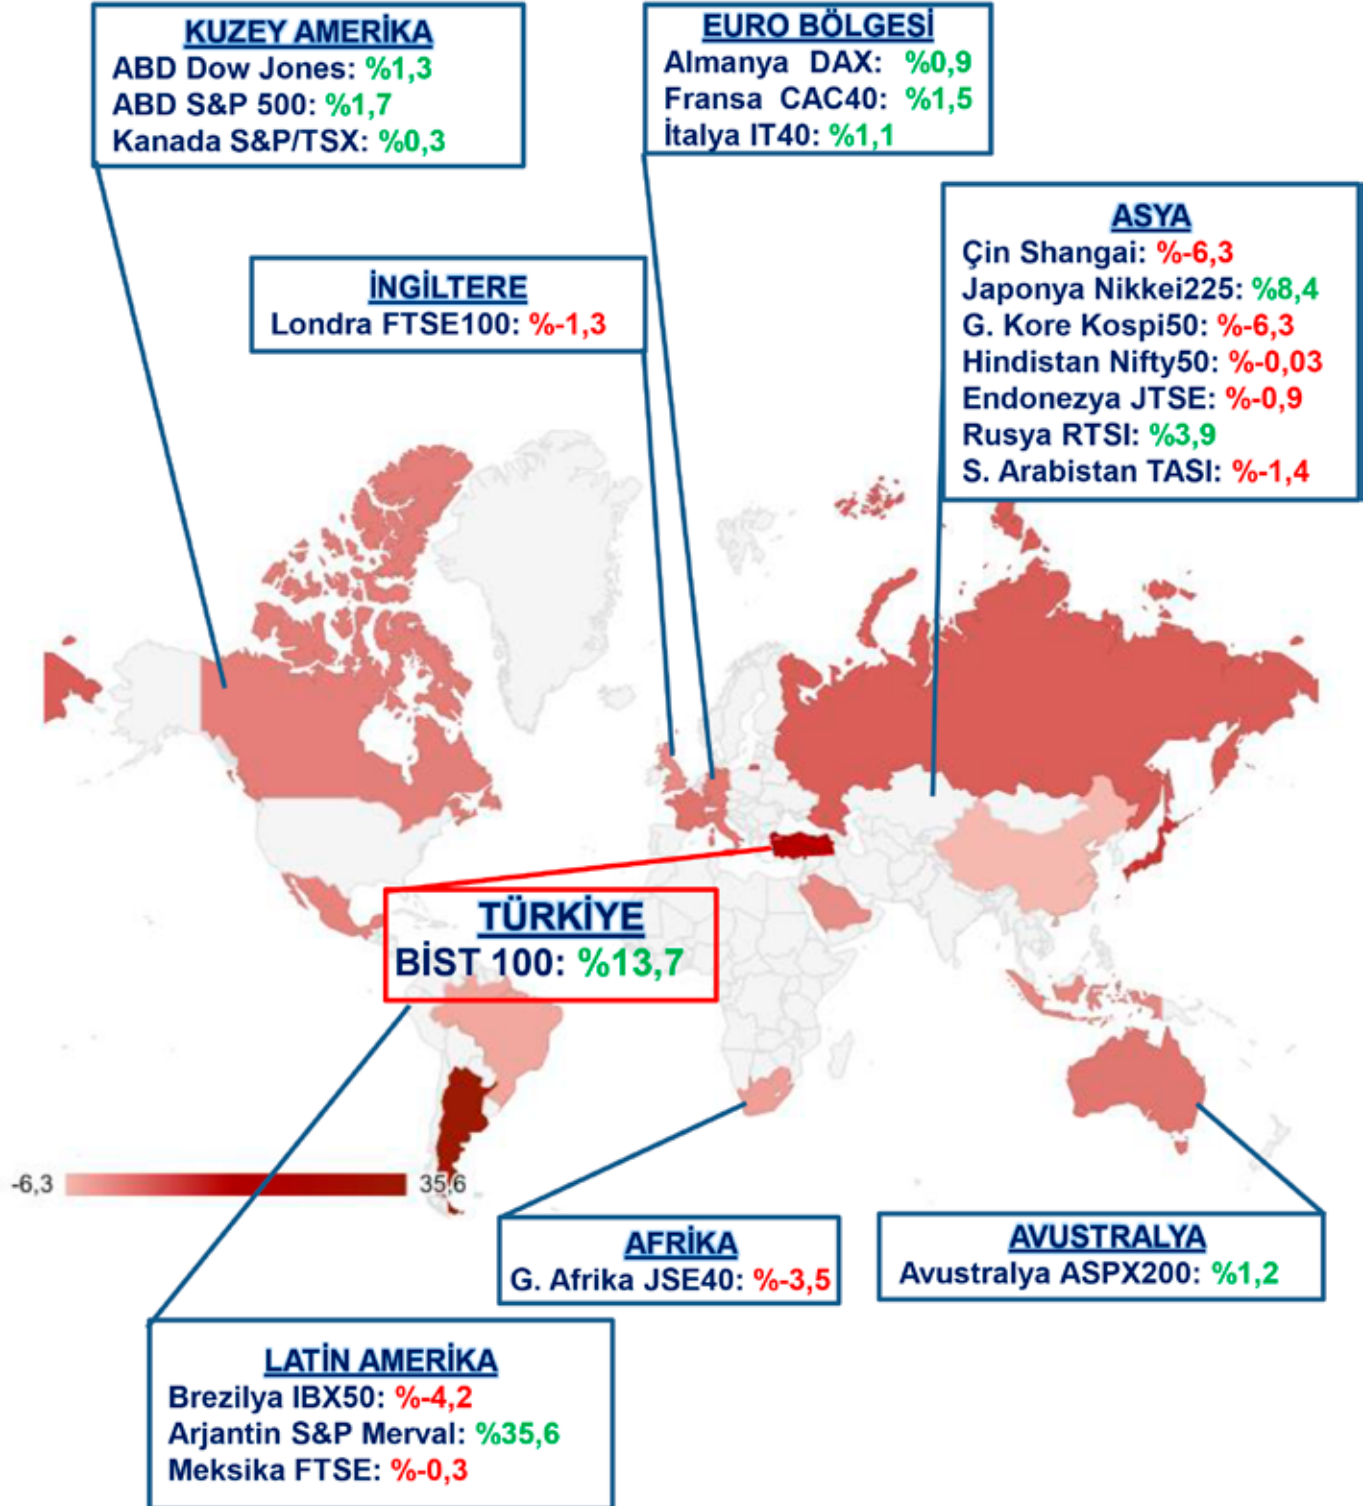 KUZEY AMERİKA
ABD Dow Jones: %1,3
ABD S&P 500: %1,7
Kanada S&P/TSX: %0,3
EURO BÖLGESİ
Almanya DAX: %0,9
Fransa CAC40: %1,5
İtalya IT40: %1,1
ASYA
Çin Shangai: %-6,3
Japonya Nikkei225: %8,4
G. Kore Kospi50: %-6,3
Hindistan Nifty50: %-0,03
Endonezya JTSE: %-0,9
Rusya RTSI: %3,9
S. Arabistan TASI: %-1,4
İNGİLTERE
Londra FTSE100: %-1,3
TÜRKİYE
BİST 100: %13,7
-6,3
35,6
AFRİKA
G. Afrika JSE40: %-3,5
AVUSTRALYA
Avustralya ASPX200: %1,2
LATİN AMERİKA
Brezilya IBX50: %-4,2
Arjantin S&P Merval: %35,6
Meksika FTSE: %-0,3